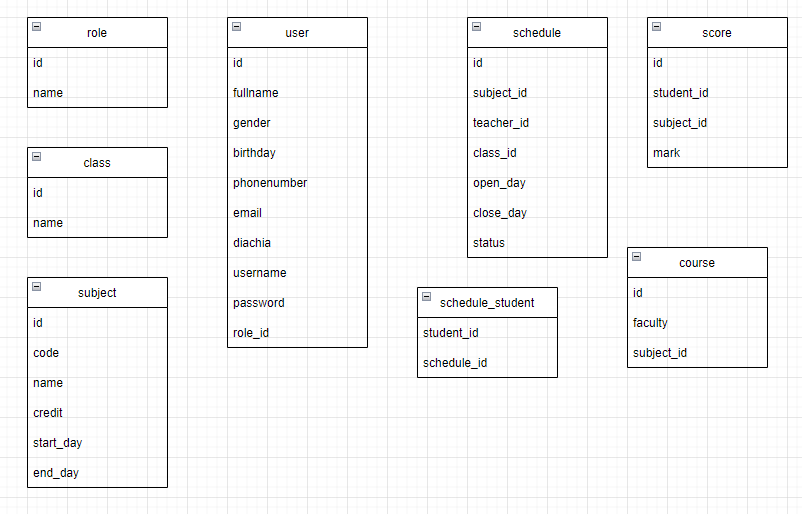 role
id
name
class
id
name
subject
id
code
name
credit
start_day
end_day
user
id
fullname
gender
birthday
phonenumber
email
diachia
username
password
role_id
schedule
id
subject_id
teacher_id
class_id
open_day
close_day
status
schedule_student
student_id
schedule_id
score
id
student_id
subject_id
mark
course
id
faculty
subject_id